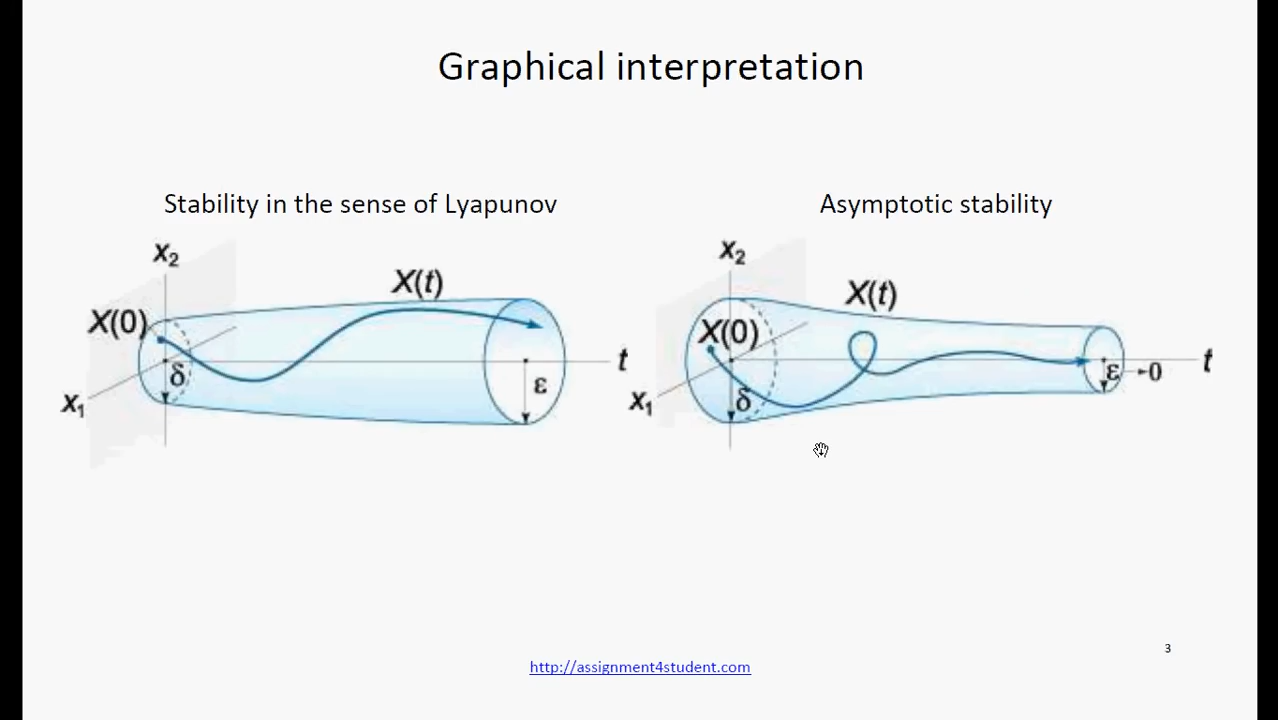 Graphical interpretation
Stability in the sense of Lyapunov
Asymptotic stability
x₂
X(t)
X(0)
δ
t
ε
x₁
x₂
X(t)
X(0)
t
ε→0
x₁
δ
3
http://assignment4student.com